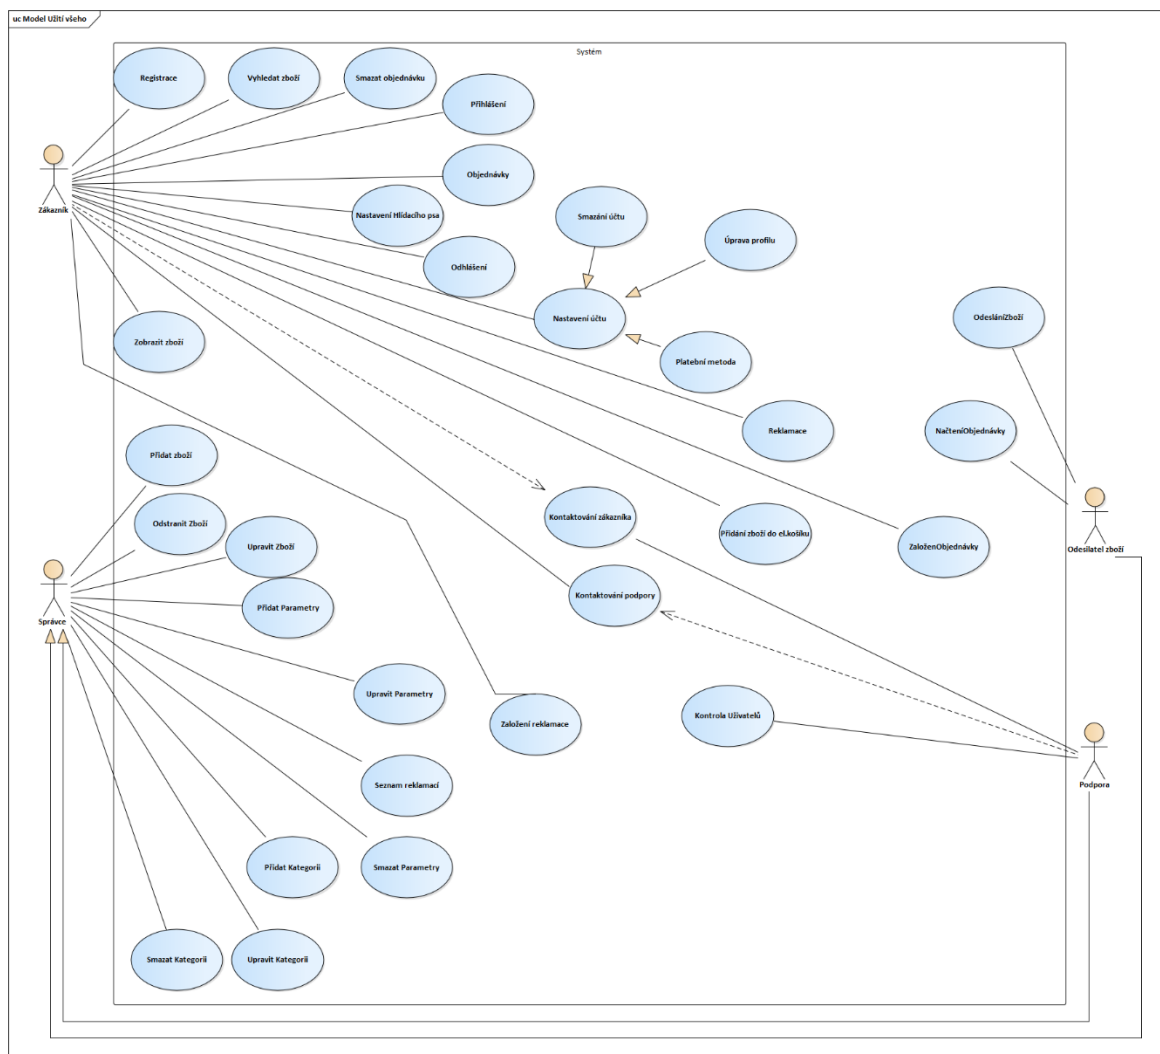 uc Model Užití všeho
Systém
Registrace
Vyhledat zboží
Smazat objednávku
Přihlášení
Objednávky
Zákazník
Nastavení Hlídacího psa
Smazání účtu
Úprava profilu
Odhlášení
OdesláníZboží
Nastavení účtu
Zobrazit zboží
Platební metoda
Reklamace
NačteníObjednávky
Přidat zboží
Kontaktování zákazníka
Odstranit Zboží
Přidání zboží do el.košíku
Upravit Zboží
ZaloženObjednávky
Odesilatel zboží
Kontaktování podpory
Přidat Parametry
Správce
Upravit Parametry
Kontrola Uživatelů
Založení reklamace
Seznam reklamací
Podpora
Přidat Kategorii
Smazat Parametry
Smazat Kategorii
Upravit Kategorii